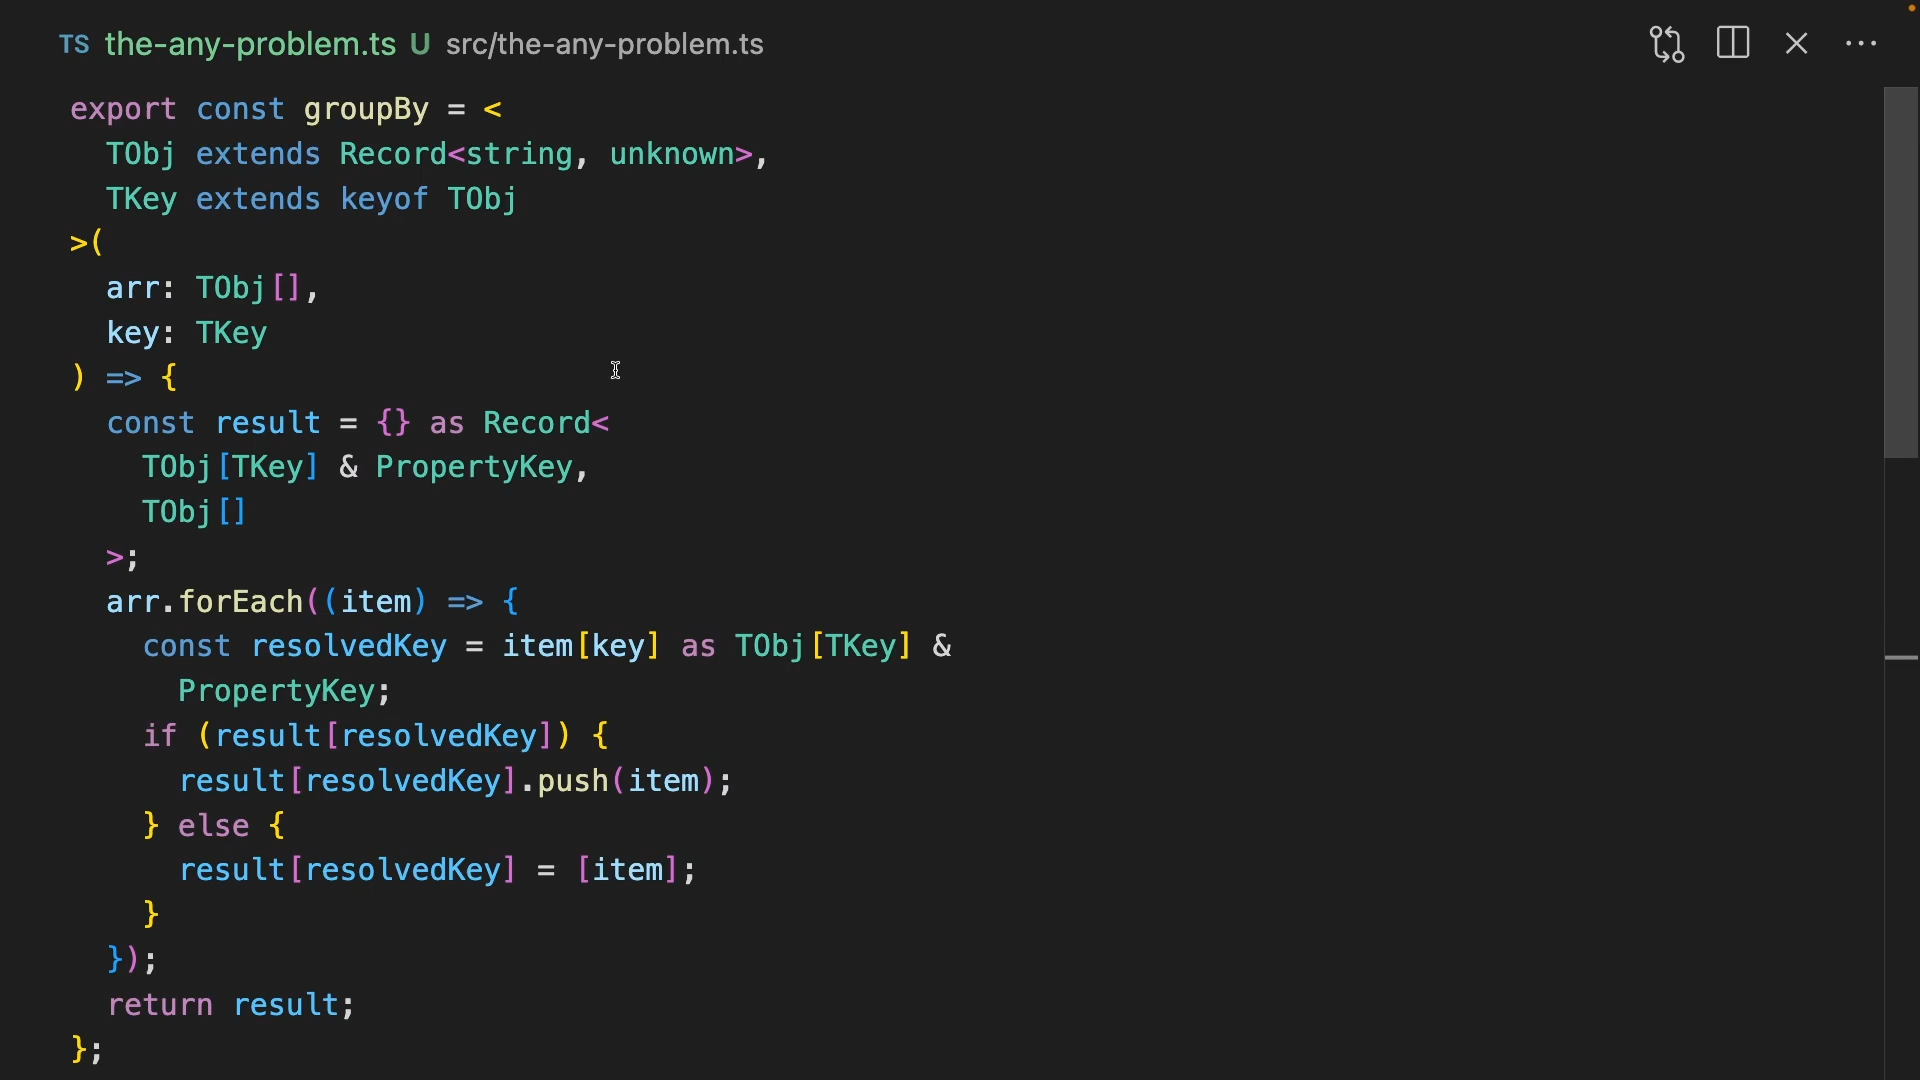 TS the-any-problem.ts U src/the-any-problem.ts
export const groupBy = <
  TObj extends Record<string, unknown>,
  TKey extends keyof TObj
>(
  arr: TObj[],
  key: TKey
) => {
  const result = {} as Record<
    TObj[TKey] & PropertyKey,
    TObj[]
  >;
  arr.forEach((item) => {
    const resolvedKey = item[key] as TObj[TKey] &
      PropertyKey;
    if (result[resolvedKey]) {
      result[resolvedKey].push(item);
    } else {
      result[resolvedKey] = [item];
    }
  });
  return result;
};